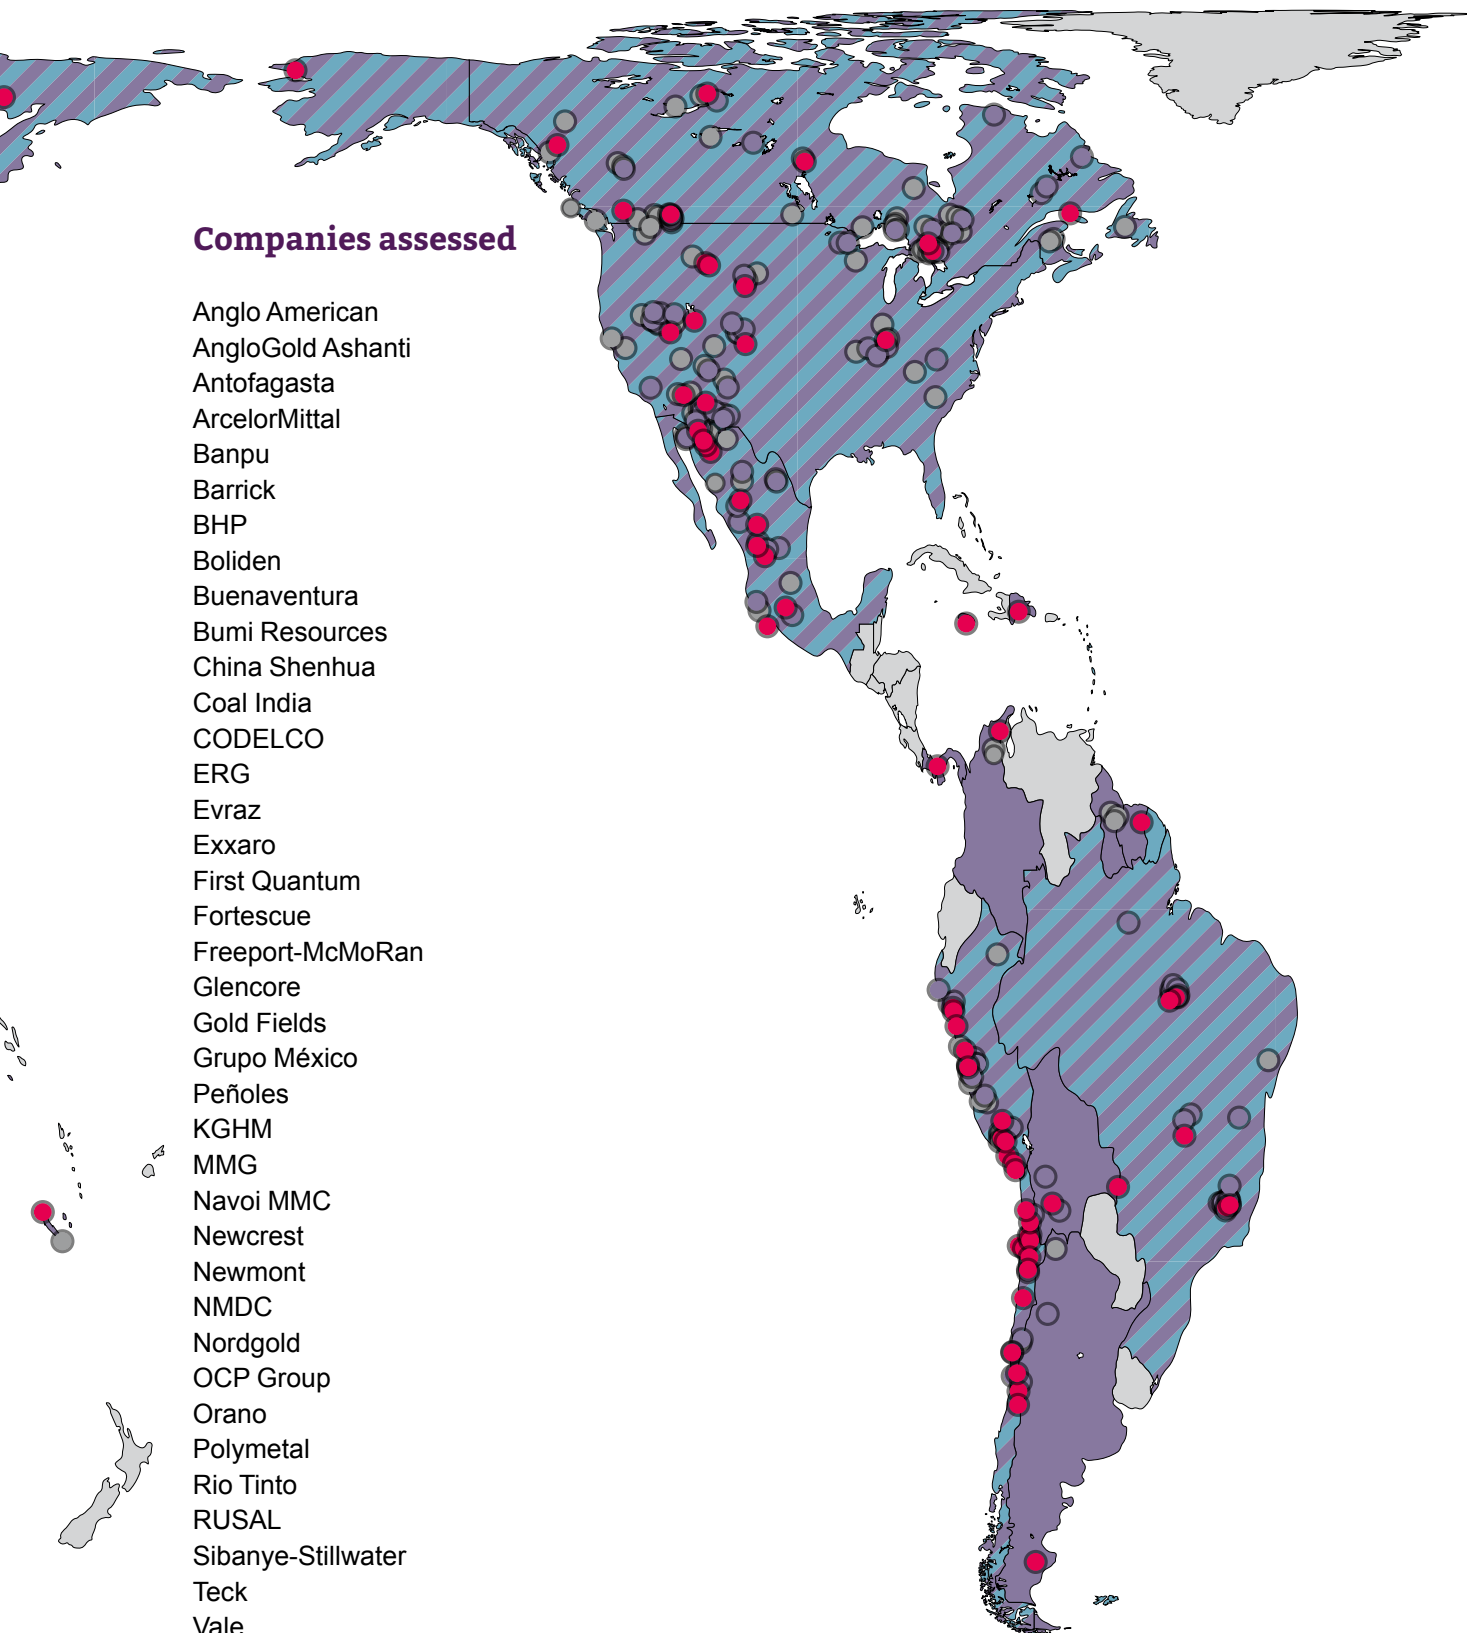 Companies assessed
Anglo American
AngloGold Ashanti
Antofagasta
ArcelorMittal
Banpu
Barrick
BHP
Boliden
Buenaventura
Bumi Resources
China Shenhua
Coal India
CODELCO
ERG
Evraz
Exxaro
First Quantum
Fortescue
Freeport-McMoRan
Glencore
Gold Fields
Grupo México
Peñoles
KGHM
MMG
Navoi MMC
Newcrest
Newmont
NMDC
Nordgold
OCP Group
Orano
Polymetal
Rio Tinto
RUSAL
Sibanye-Stillwater
Teck
Vale